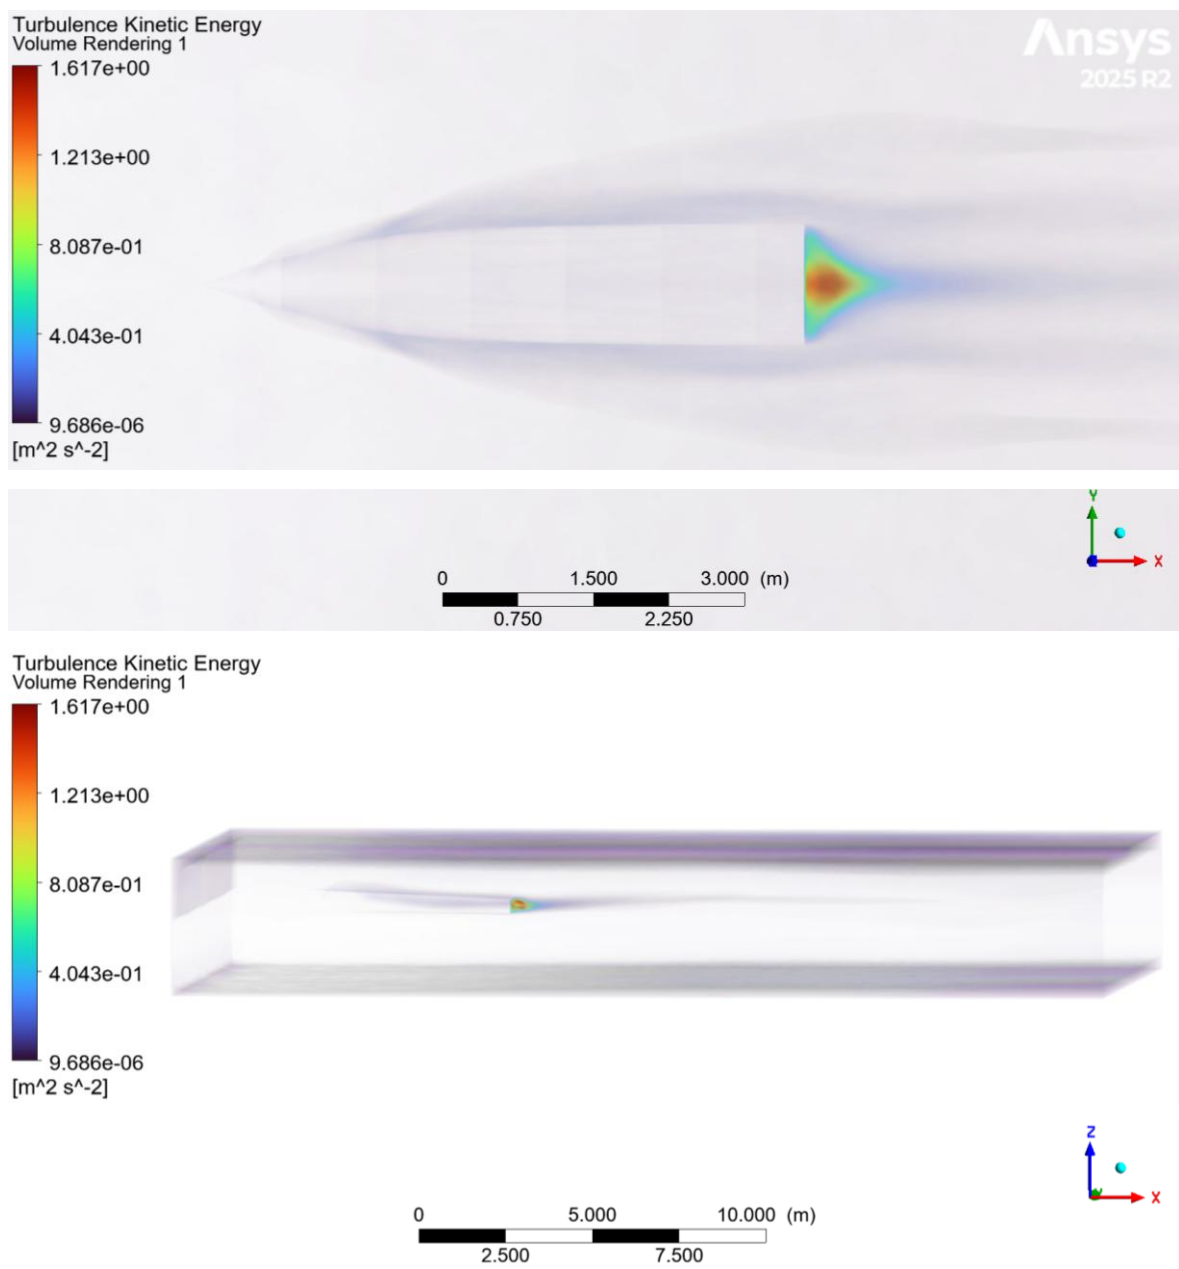 Turbulence Kinetic Energy
Volume Rendering 1
1.617e+00
1.213e+00
8.087e-01
4.043e-01
9.686e-06
[m^2 s^-2]
Ansys
2025 R2
Y
X
0 1.500 3.000 (m)
0.750 2.250
Turbulence Kinetic Energy
Volume Rendering 1
1.617e+00
1.213e+00
8.087e-01
4.043e-01
9.686e-06
[m^2 s^-2]
Z
X
0 5.000 10.000 (m)
2.500 7.500